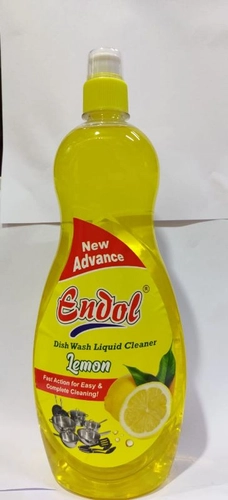 New
Advance
Endol®
Dish Wash Liquid Cleaner
Lemon
Fast Action for Easy &
Complete Cleaning!